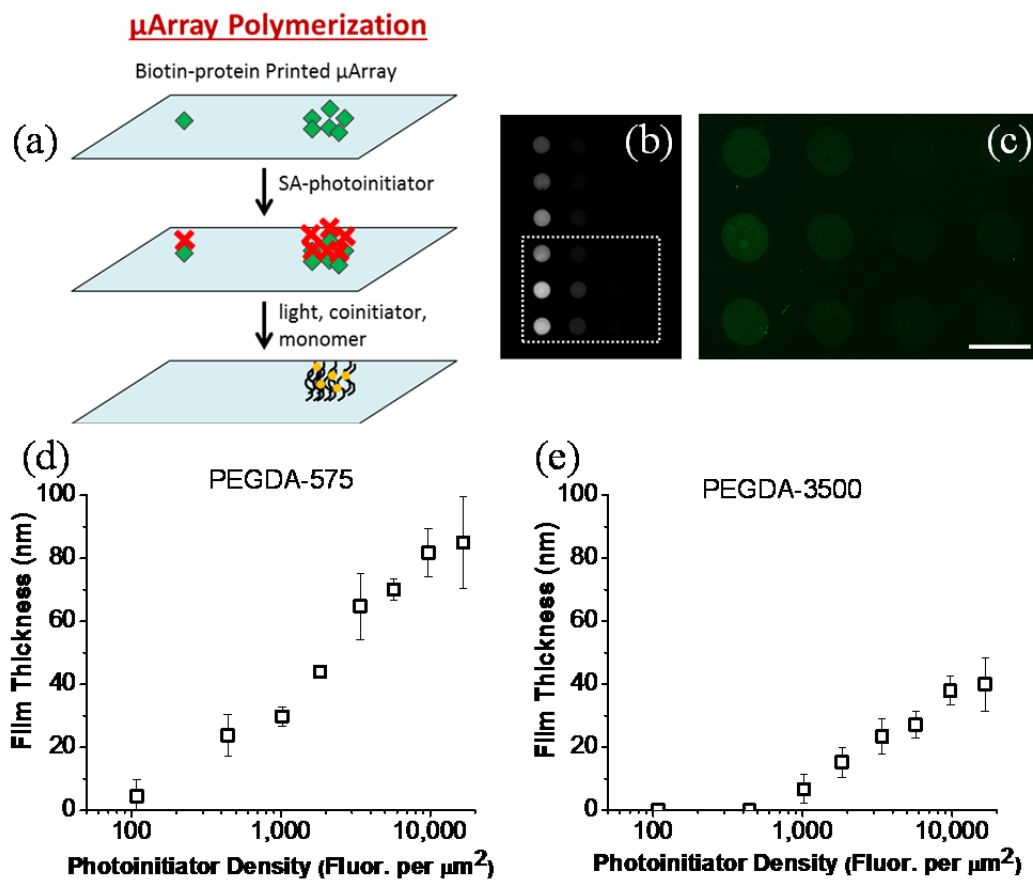 μArray Polymerization
Biotin-protein Printed μArray
(a)
SA-photoinitiator
light, coinitiator,
monomer
(b)
(c)
(d)
PEGDA-575
100
80
60
40
20
0
Film Thickness (nm)
100
1,000
10,000
Photoinitiator Density (Fluor. per μm²)
(e)
PEGDA-3500
100
80
60
40
20
0
Film Thickness (nm)
100
1,000
10,000
Photoinitiator Density (Fluor. per μm²)